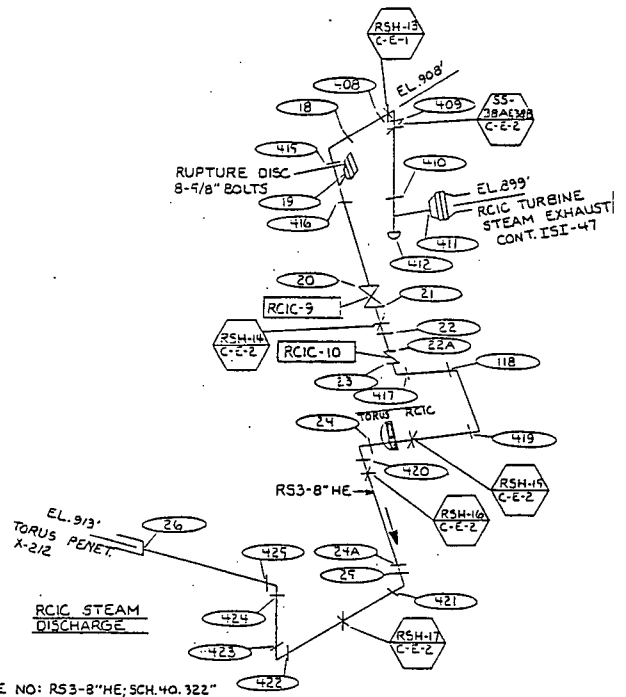 RSH-13
C-E-1
408
EL.908'
18
409
SS-
38A&38B
C-E-2
415
RUPTURE DISC
8-5/8" BOLTS
410
19
EL.899'
RCIC TURBINE
STEAM EXHAUST
CONT. ISI-47
416
411
412
20
RCIC-9
21
RSH-14
C-E-2
22
RCIC-10
22A
23
118
417
TORUS RCIC
24
419
420
RSH-15
C-E-2
RS3-8"HE
RSH-16
C-E-2
EL.913'
TORUS PENET.
X-212
26
24A
425
25
RCIC STEAM
DISCHARGE
424
421
RSH-17
C-E-2
423
422
E NO: RS3-8"HE; SCH.40.322"